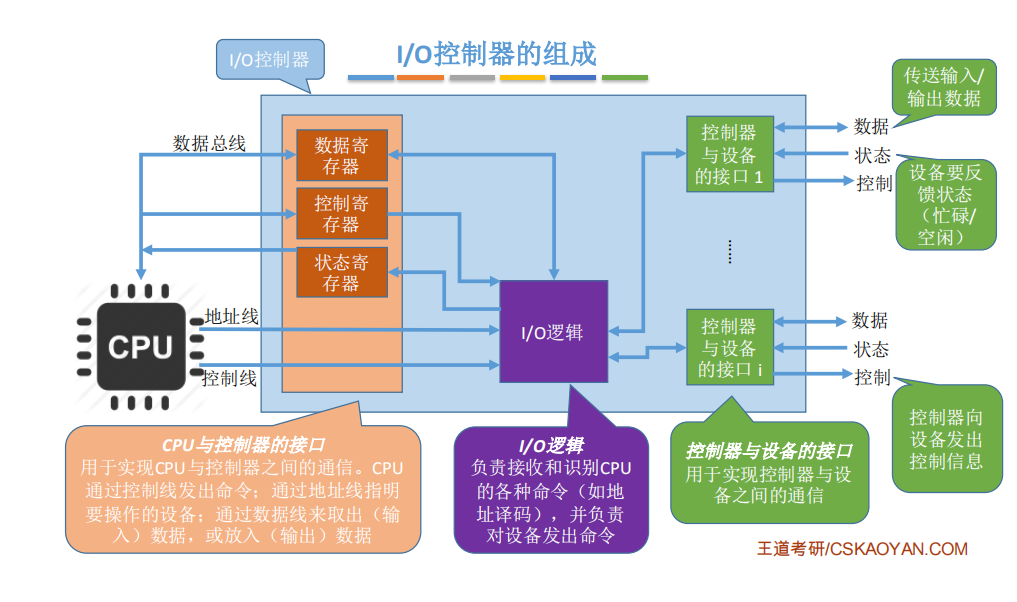 I/O控制器的组成
I/O控制器
传送输入/
输出数据
数据总线
数据寄
存器
控制寄
存器
状态寄
存器
控制器
与设备
的接口 1
数据
状态
控制
设备要反
馈状态
（忙碌/
空闲）
CPU
地址线
控制线
I/O逻辑
控制器
与设备
的接口 i
数据
状态
控制
CPU与控制器的接口
用于实现CPU与控制器之间的通信。CPU
通过控制线发出命令；通过地址线指明
要操作的设备；通过数据线来取出（输
入）数据，或放入（输出）数据
I/O逻辑
负责接收和识别CPU
的各种命令（如地
址译码），并负责
对设备发出命令
控制器与设备的接口
用于实现控制器与设
备之间的通信
控制器向
设备发出
控制信息
王道考研/CSKAOYAN.COM